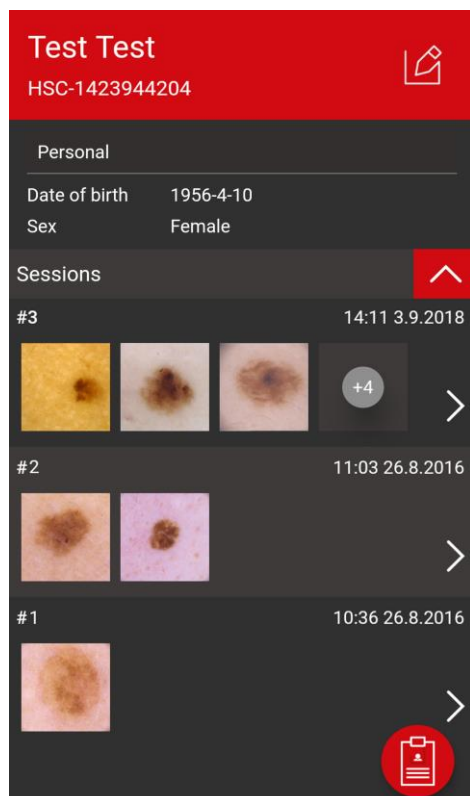 Test Test
HSC-1423944204
Personal
Date of birth 1956-4-10
Sex Female
Sessions
#3 14:11 3.9.2018
+4
#2 11:03 26.8.2016
#1 10:36 26.8.2016